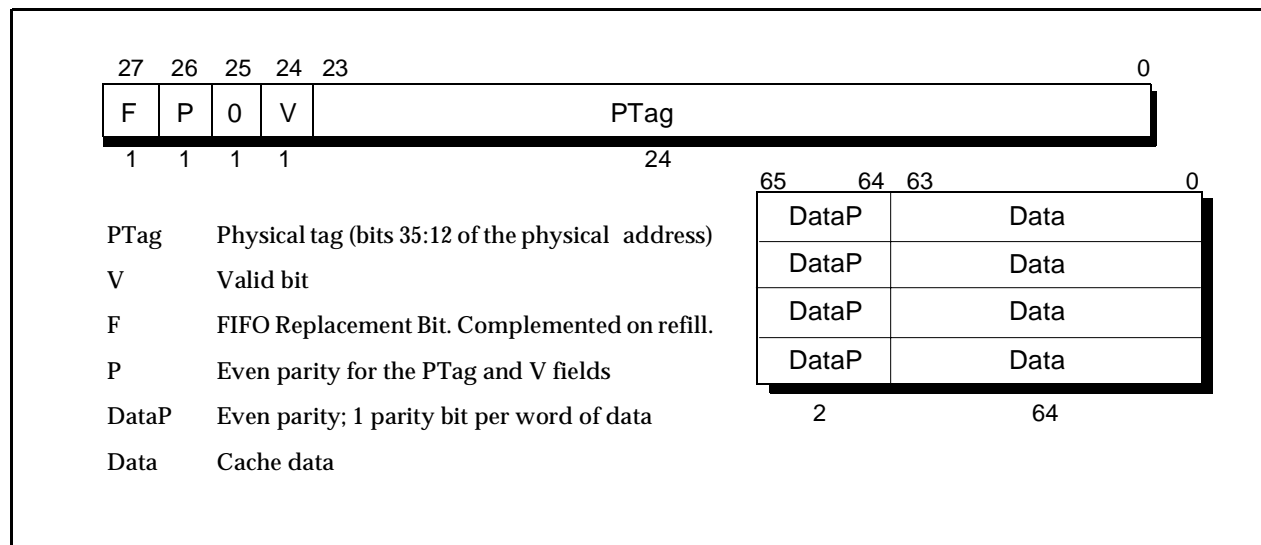 27 26 25 24 23 0
F P 0 V PTag
1 1 1 1 24
65 64 63 0
DataP Data
DataP Data
DataP Data
DataP Data
2 64
PTag Physical tag (bits 35:12 of the physical address)
V Valid bit
F FIFO Replacement Bit. Complemented on refill.
P Even parity for the PTag and V fields
DataP Even parity; 1 parity bit per word of data
Data Cache data